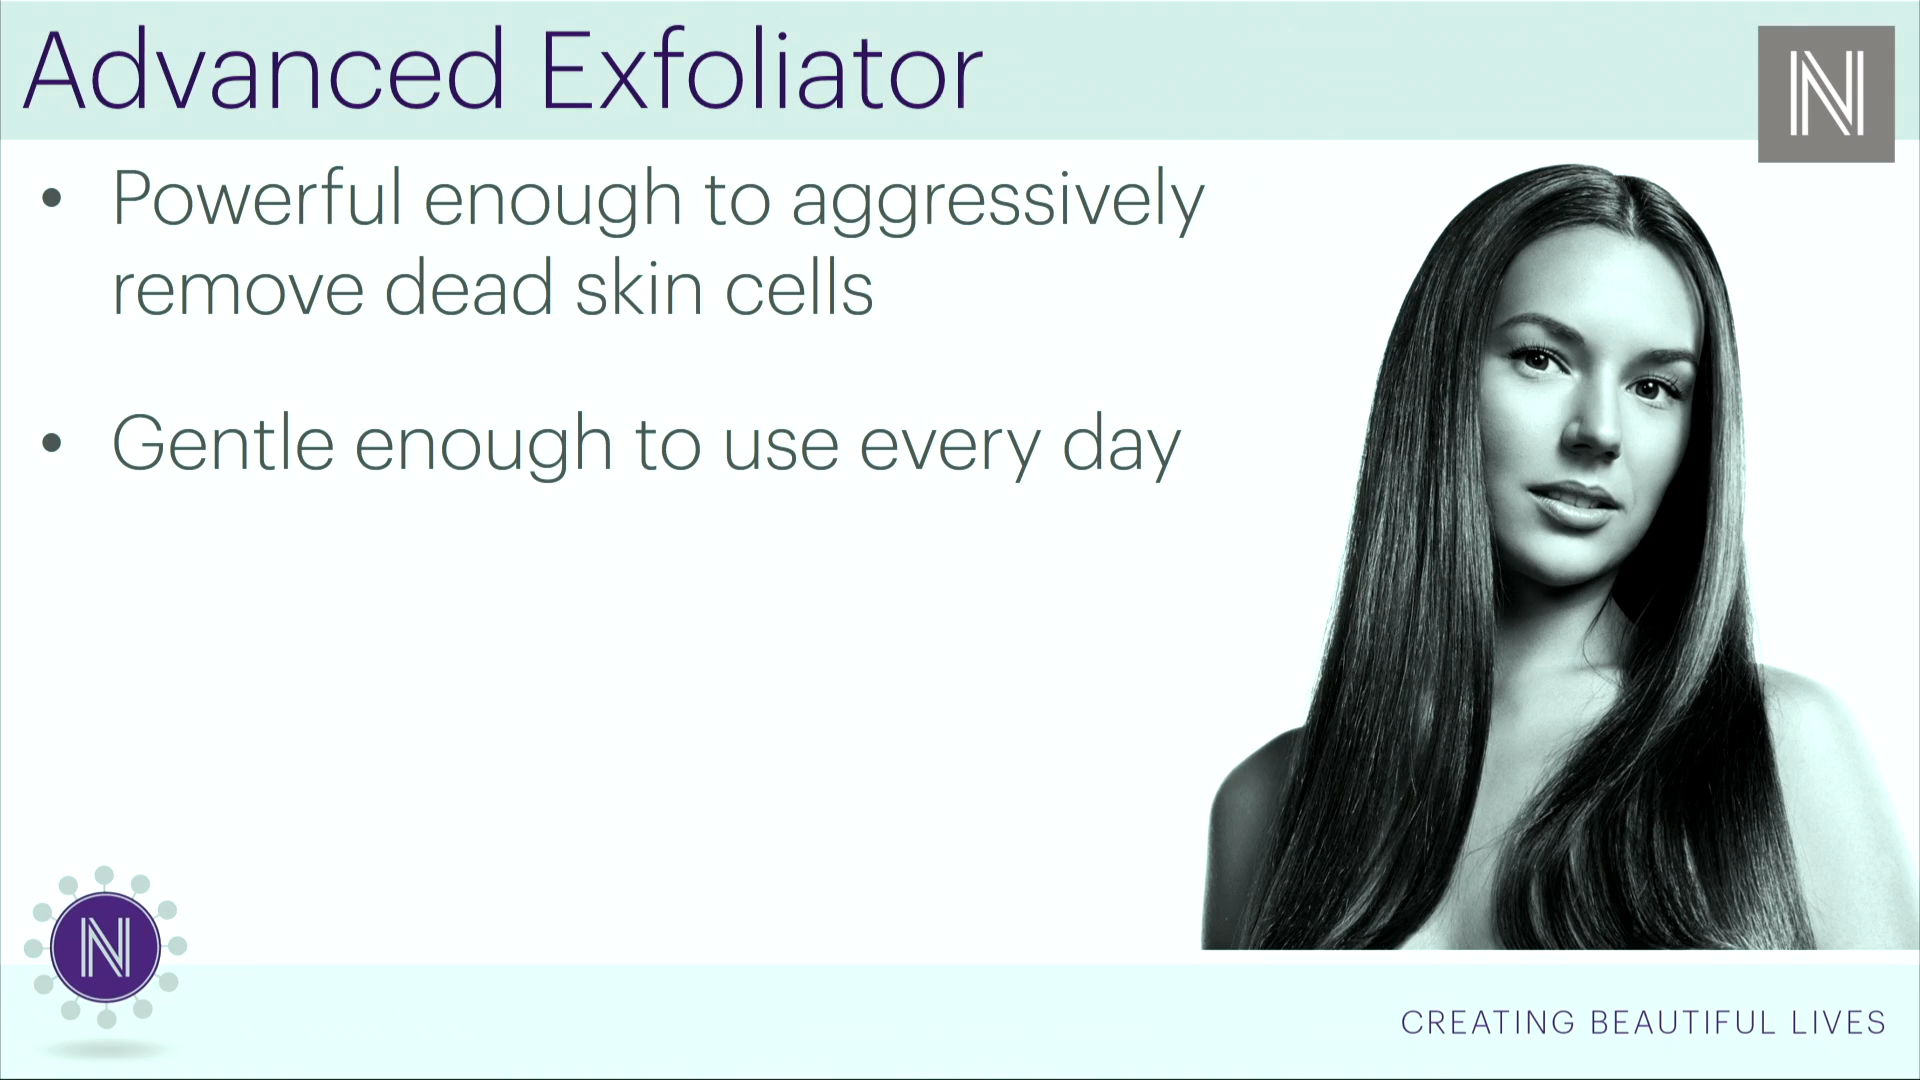 Advanced Exfoliator
N
• Powerful enough to aggressively
remove dead skin cells
• Gentle enough to use every day
N
CREATING BEAUTIFUL LIVES